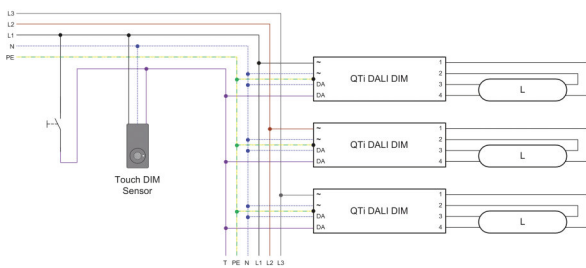 L3
L2
L1
N
PE
Touch DIM
Sensor
~
~
DA
DA
QTi DALI DIM
1
2
3
4
L
~
~
DA
DA
QTi DALI DIM
1
2
3
4
L
~
~
DA
DA
QTi DALI DIM
1
2
3
4
L
T PE N L1 L2 L3